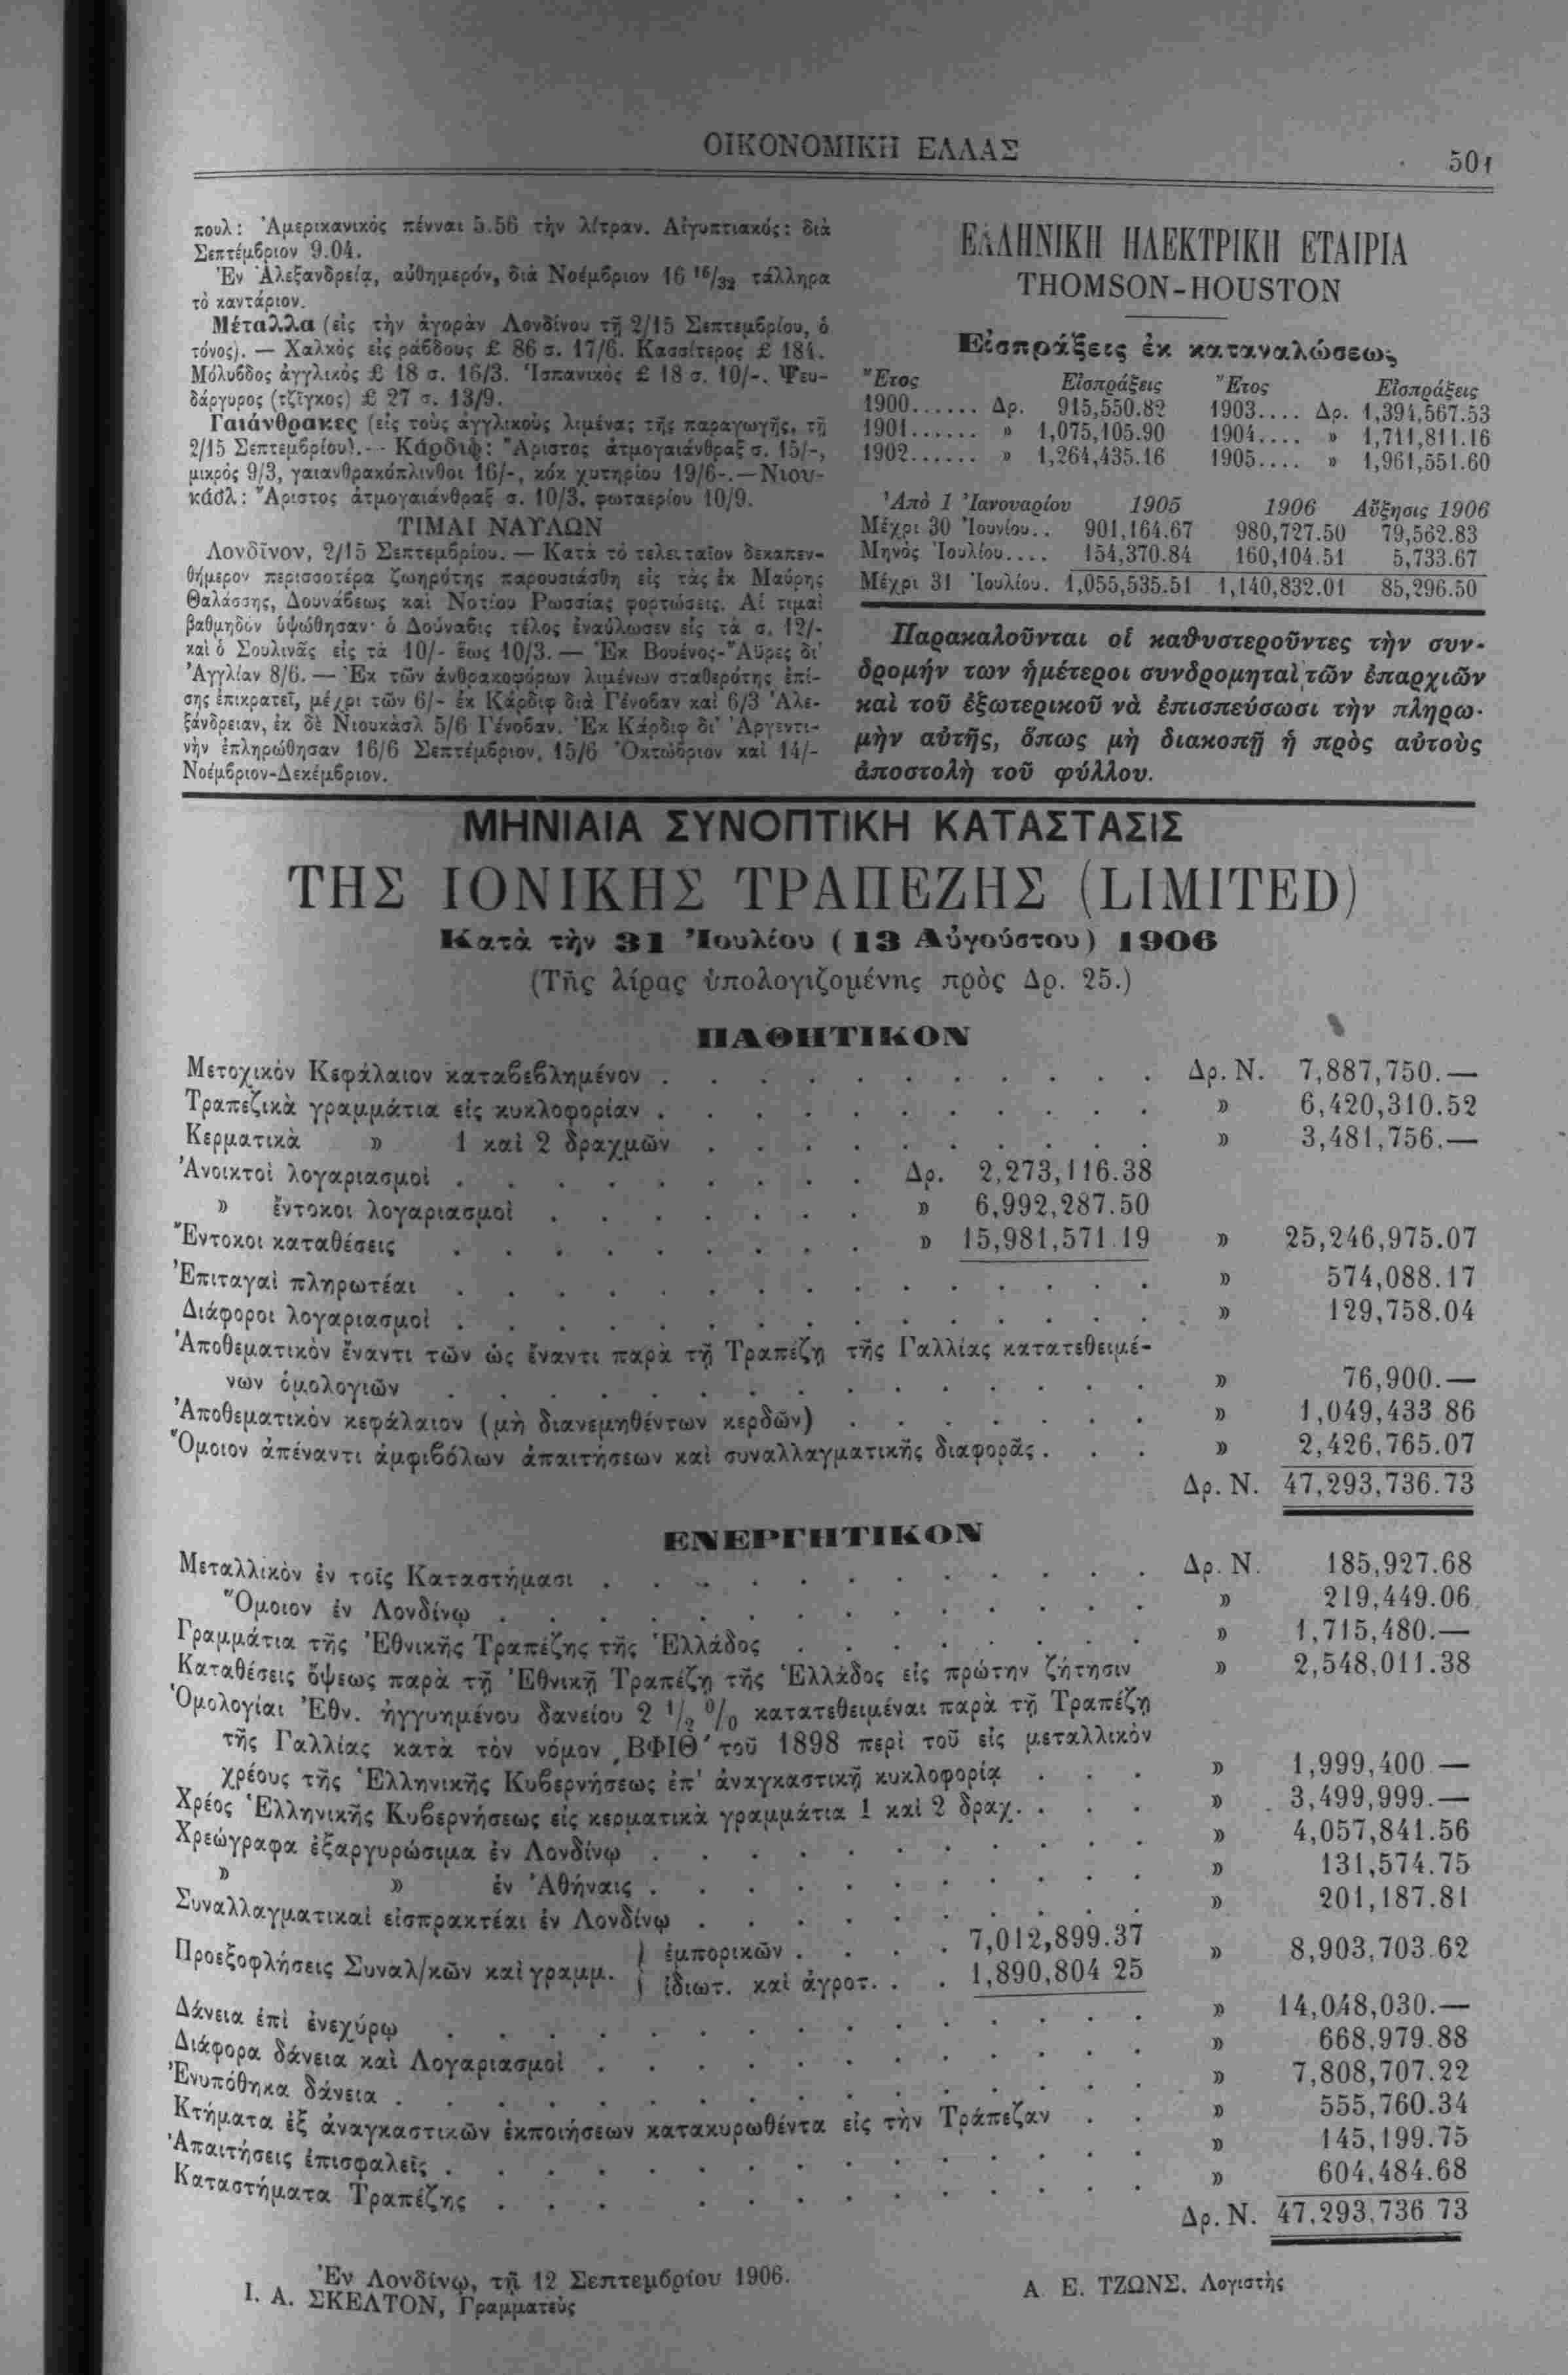 ΟΙΚΟΝΟΜΙΚΗ ΕΛΛΑΣ
501
πουλ: Ἀμερικανικὸς πένναι 5.56 τὴν λίτραν. Αἰγυπτιακός: διὰ
Σεπτέμβριον 9.04.
Ἐν Ἀλεξανδρείᾳ, αὐθημερόν, διὰ Νοέμβριον 16 16/32 τάλληρα
τὸ καντάριον.
Μέταλλα (εἰς τὴν ἀγορὰν Λονδίνου τῇ 2/15 Σεπτεμβρίου, ὁ
τόνος). — Χαλκὸς εἰς ράβδους £ 86 σ. 17/6. Κασσίτερος £ 184.
Μόλυβδος ἀγγλικὸς £ 18 σ. 16/3. Ἱσπανικὸς £ 18 σ. 10/-. Ψευ-
δάργυρος (τζίγκος) £ 27 σ. 13/9.
Γαιάνθρακες (εἰς τοὺς ἀγγλικοὺς λιμένας τῆς παραγωγῆς, τῇ
2/15 Σεπτεμβρίου).-- Κάρδιφ: Ἄριστος ἀτμογαιάνθραξ σ. 15/-,
μικρὸς 9/3, γαιανθρακόπλινθοι 16/-, κὸκ χυτηρίου 19/6-.—Νιου-
κάσλ: Ἄριστος ἀτμογαιάνθραξ σ. 10/3, φωταερίου 10/9.
ΤΙΜΑΙ ΝΑΥΛΩΝ
Λονδῖνον, 2/15 Σεπτεμβρίου. — Κατὰ τὸ τελευταῖον δεκαπεν-
θήμερον περισσοτέρα ζωηρότης παρουσιάσθη εἰς τὰς ἐκ Μαύρης
Θαλάσσης, Δουνάβεως καὶ Νοτίου Ρωσσίας φορτώσεις. Αἱ τιμαὶ
βαθμηδὸν ὑψώθησαν· ὁ Δούναβις τέλος ἐναύλωσεν εἰς τὰ σ. 12/-
καὶ ὁ Σουλινᾶς εἰς τὰ 10/- ἕως 10/3. — Ἐκ Βουένος-Ἄϋρες δι'
Ἀγγλίαν 8/6. — Ἐκ τῶν ἀνθρακοφόρων λιμένων σταθερότης ἐπί-
σης ἐπικρατεῖ, μέχρι τῶν 6/- ἐκ Κάρδιφ διὰ Γένοβαν καὶ 6/3 Ἀλε-
ξάνδρειαν, ἐκ δὲ Νιουκὰσλ 5/6 Γένοβαν. Ἐκ Κάρδιφ δι' Ἀργεντι-
νὴν ἐπληρώθησαν 16/6 Σεπτέμβριον, 15/6 Ὀκτώβριον καὶ 14/-
Νοέμβριον-Δεκέμβριον.
ΕΛΛΗΝΙΚΗ ΗΛΕΚΤΡΙΚΗ ΕΤΑΙΡΙΑ
THOMSON-HOUSTON
Εἰσπράξεις ἐκ καταναλώσεως
Ἔτος Εἰσπράξεις Ἔτος Εἰσπράξεις
1900...... Δρ. 915,550.82 1903.... Δρ. 1,394,567.53
1901...... » 1,075,105.90 1904.... » 1,711,811.16
1902...... » 1,264,435.16 1905.... » 1,961,551.60
Ἀπὸ 1 Ἰανουαρίου 1905 1906 Αὔξησις 1906
Μέχρι 30 Ἰουνίου.. 901,164.67 980,727.50 79,562.83
Μηνὸς Ἰουλίου.... 154,370.84 160,104.51 5,733.67
Μέχρι 31 Ἰουλίου. 1,055,535.51 1,140,832.01 85,296.50
Παρακαλοῦνται οἱ καθυστεροῦντες τὴν συν-
δρομήν των ἡμέτεροι συνδρομηταὶ τῶν ἐπαρχιῶν
καὶ τοῦ ἐξωτερικοῦ νὰ ἐπισπεύσωσι τὴν πληρω-
μὴν αὐτῆς, ὅπως μὴ διακοπῇ ἡ πρὸς αὐτοὺς
ἀποστολὴ τοῦ φύλλου.
ΜΗΝΙΑΙΑ ΣΥΝΟΠΤΙΚΗ ΚΑΤΑΣΤΑΣΙΣ
ΤΗΣ ΙΟΝΙΚΗΣ ΤΡΑΠΕΖΗΣ (LIMITED)
Κατὰ τὴν 31 Ἰουλίου (13 Αὐγούστου) 1906
(Τῆς λίρας ὑπολογιζομένης πρὸς Δρ. 25.)
ΠΑΘΗΤΙΚΟΝ
Μετοχικὸν Κεφάλαιον καταβεβλημένον . . . . . . . . . . . Δρ. Ν. 7,887,750.—
Τραπεζικὰ γραμμάτια εἰς κυκλοφορίαν . . . . . . . . . . . » 6,420,310.52
Κερματικὰ » 1 καὶ 2 δραχμῶν . . . . . . . . . . » 3,481,756.—
Ἀνοικτοὶ λογαριασμοὶ . . . . . . . . . Δρ. 2,273,116.38
» ἔντοκοι λογαριασμοὶ . . . . . . . » 6,992,287.50
Ἔντοκοι καταθέσεις . . . . . . . . . » 15,981,571.19 » 25,246,975.07
Ἐπιταγαὶ πληρωτέαι . . . . . . . . . . . . . . . » 574,088.17
Διάφοροι λογαριασμοὶ . . . . . . . . . . . . . . . » 129,758.04
Ἀποθεματικὸν ἔναντι τῶν ὡς ἔναντι παρὰ τῇ Τραπέζῃ τῆς Γαλλίας κατατεθειμέ-
νων ὁμολογιῶν . . . . . . . . . . . . . . . » 76,900.—
Ἀποθεματικὸν κεφάλαιον (μὴ διανεμηθέντων κερδῶν) . . . . . . . » 1,049,433 86
Ὅμοιον ἀπέναντι ἀμφιβόλων ἀπαιτήσεων καὶ συναλλαγματικῆς διαφορᾶς. . . » 2,426,765.07
Δρ. Ν. 47,293,736.73
ΕΝΕΡΓΗΤΙΚΟΝ
Μεταλλικὸν ἐν τοῖς Καταστήμασι . . . . . . . . . . . . Δρ. Ν. 185,927.68
Ὅμοιον ἐν Λονδίνῳ . . . . . . . . . . . . . . » 219,449.06
Γραμμάτια τῆς Ἐθνικῆς Τραπέζης τῆς Ἑλλάδος . . . . . . . . » 1,715,480.—
Καταθέσεις ὄψεως παρὰ τῇ Ἐθνικῇ Τραπέζῃ τῆς Ἑλλάδος εἰς πρώτην ζήτησιν » 2,548,011.38
Ὁμολογίαι Ἐθν. ἠγγυημένου δανείου 2 1/2 0/0 κατατεθειμέναι παρὰ τῇ Τραπέζῃ
τῆς Γαλλίας κατὰ τὸν νόμον ͵ΒΦΙΘ' τοῦ 1898 περὶ τοῦ εἰς μεταλλικὸν
χρέους τῆς Ἑλληνικῆς Κυβερνήσεως ἐπ' ἀναγκαστικῇ κυκλοφορίᾳ . . . » 1,999,400 —
Χρέος Ἑλληνικῆς Κυβερνήσεως εἰς κερματικὰ γραμμάτια 1 καὶ 2 δραχ. . . . » 3,499,999.—
Χρεώγραφα ἐξαργυρώσιμα ἐν Λονδίνῳ . . . . . . . . . . . » 4,057,841.56
» » ἐν Ἀθήναις . . . . . . . . . . . » 131,574.75
Συναλλαγματικαὶ εἰσπρακτέαι ἐν Λονδίνῳ . . . . . . . . . . » 201,187.81
Προεξοφλήσεις Συναλ/κῶν καὶ γραμμ. { ἐμπορικῶν . . . . 7,012,899.37 » 8,903,703.62
ἰδιωτ. καὶ ἀγροτ. . . 1,890,804 25
Δάνεια ἐπὶ ἐνεχύρῳ . . . . . . . . . . . . . . . » 14,048,030.—
Διάφορα δάνεια καὶ Λογαριασμοὶ . . . . . . . . . . . . » 668,979.88
Ἐνυπόθηκα δάνεια . . . . . . . . . . . . . . . . » 7,808,707.22
Κτήματα ἐξ ἀναγκαστικῶν ἐκποιήσεων κατακυρωθέντα εἰς τὴν Τράπεζαν . . » 555,760.34
Ἀπαιτήσεις ἐπισφαλεῖς . . . . . . . . . . . . . . . » 145,199.75
Καταστήματα Τραπέζης . . . . . . . . . . . . . » 604,484.68
Δρ. Ν. 47,293,736 73
Ἐν Λονδίνῳ, τῇ 12 Σεπτεμβρίου 1906.
Ι. Α. ΣΚΕΛΤΟΝ, Γραμματεὺς
Α. Ε. ΤΖΩΝΣ, Λογιστὴς